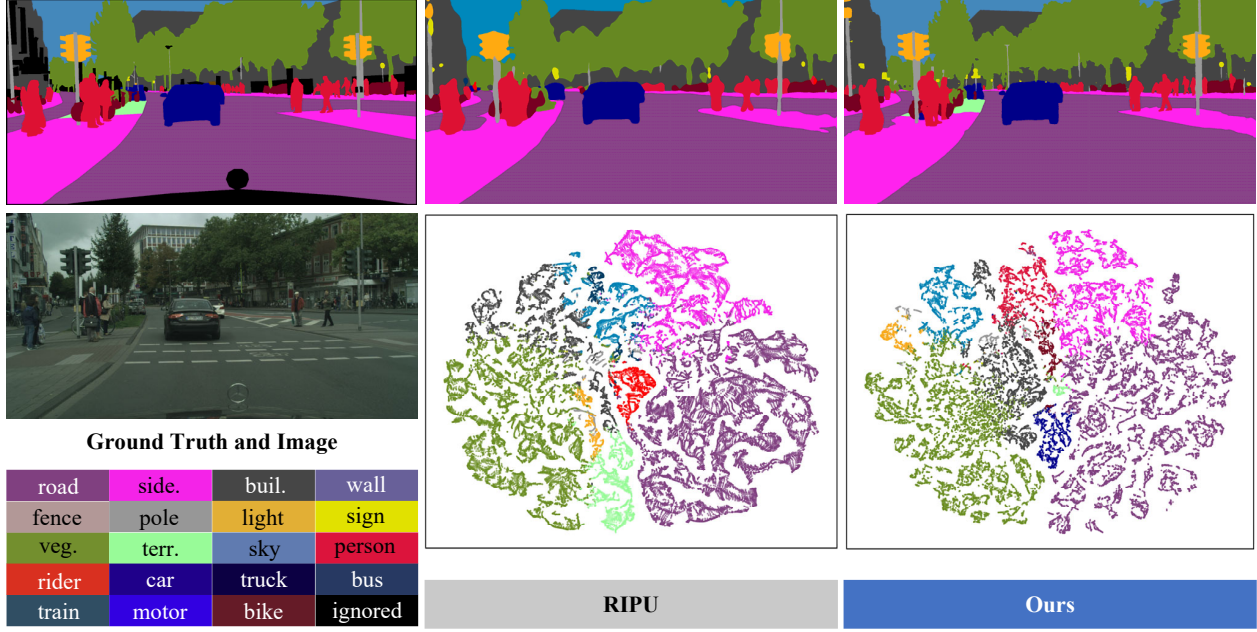 Ground Truth and Image
road side. buil. wall
fence pole light sign
veg. terr. sky person
rider car truck bus
train motor bike ignored
RIPU
Ours